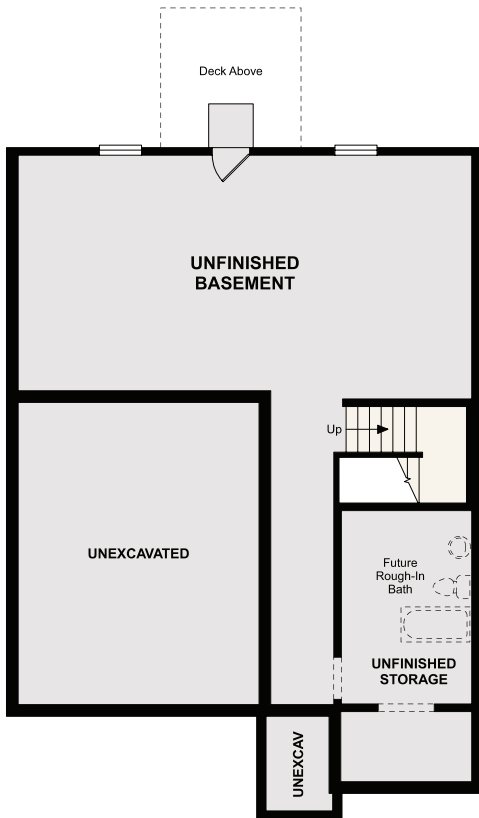 Deck Above
UNFINISHED
BASEMENT
Up
UNEXCAVATED
Future
Rough-In
Bath
UNFINISHED
STORAGE
UNEXCAV